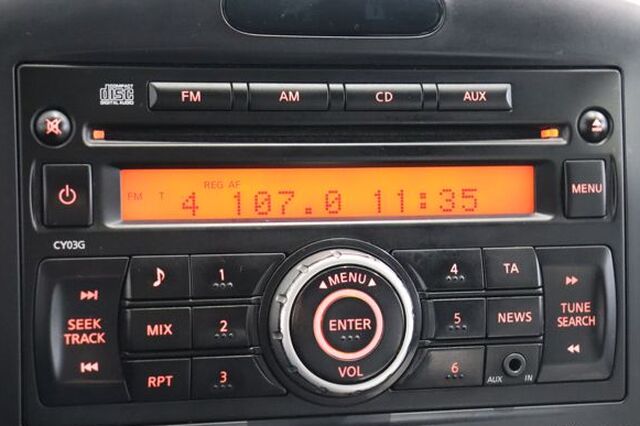 COMPACT
disc
DIGITAL AUDIO
FM AM CD AUX
FM T REG AF 4 107.0 11:35
MENU
CY03G
SEEK
TRACK
MIX
RPT
1
2
3
MENU
ENTER
VOL
4
5
6
TA
NEWS
AUX IN
TUNE
SEARCH